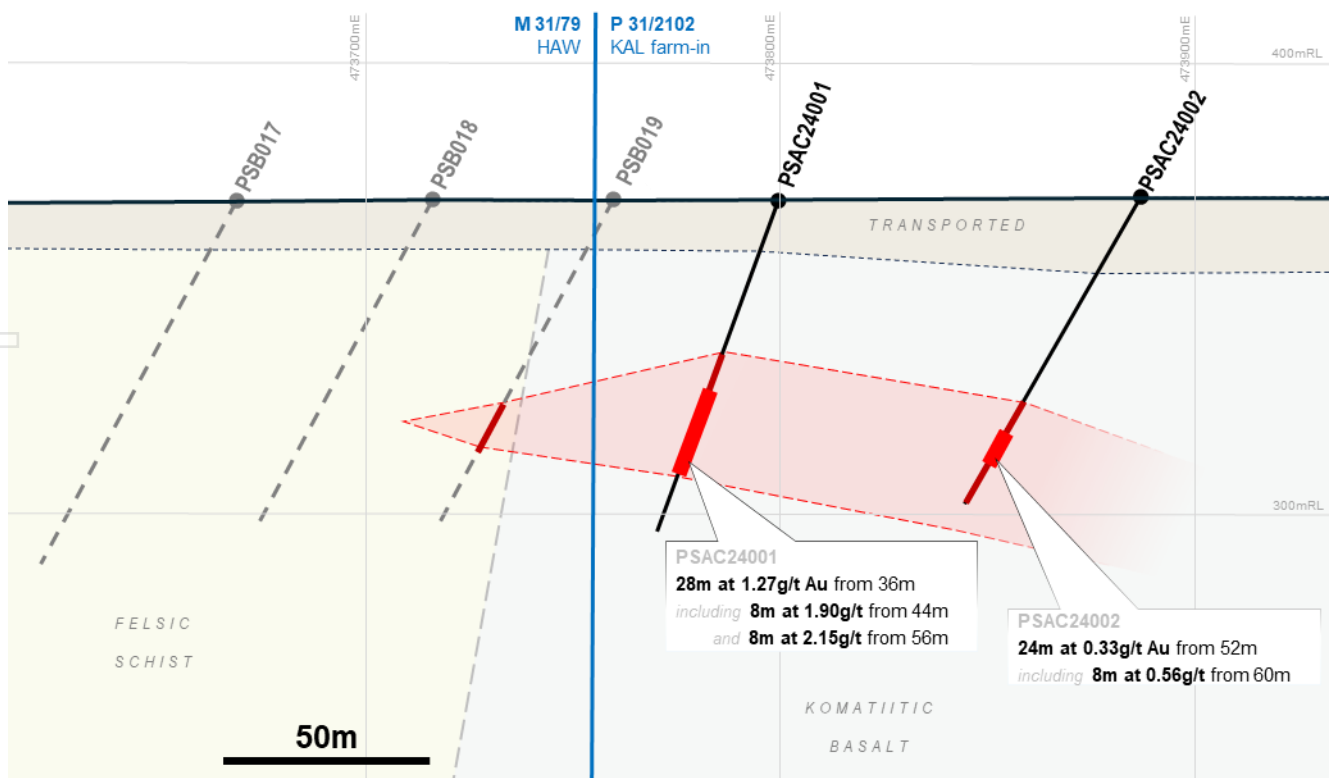 M 31/79
HAW
P 31/2102
KAL farm-in
473700mE
473800mE
473900mE
400mRL
PSB017
PSB018
PSB019
PSAC24001
PSAC24002
TRANSPORTED
300mRL
PSAC24001
28m at 1.27g/t Au from 36m
including 8m at 1.90g/t from 44m
and 8m at 2.15g/t from 56m
PSAC24002
24m at 0.33g/t Au from 52m
including 8m at 0.56g/t from 60m
FELSIC
SCHIST
KOMATIITIC
BASALT
50m